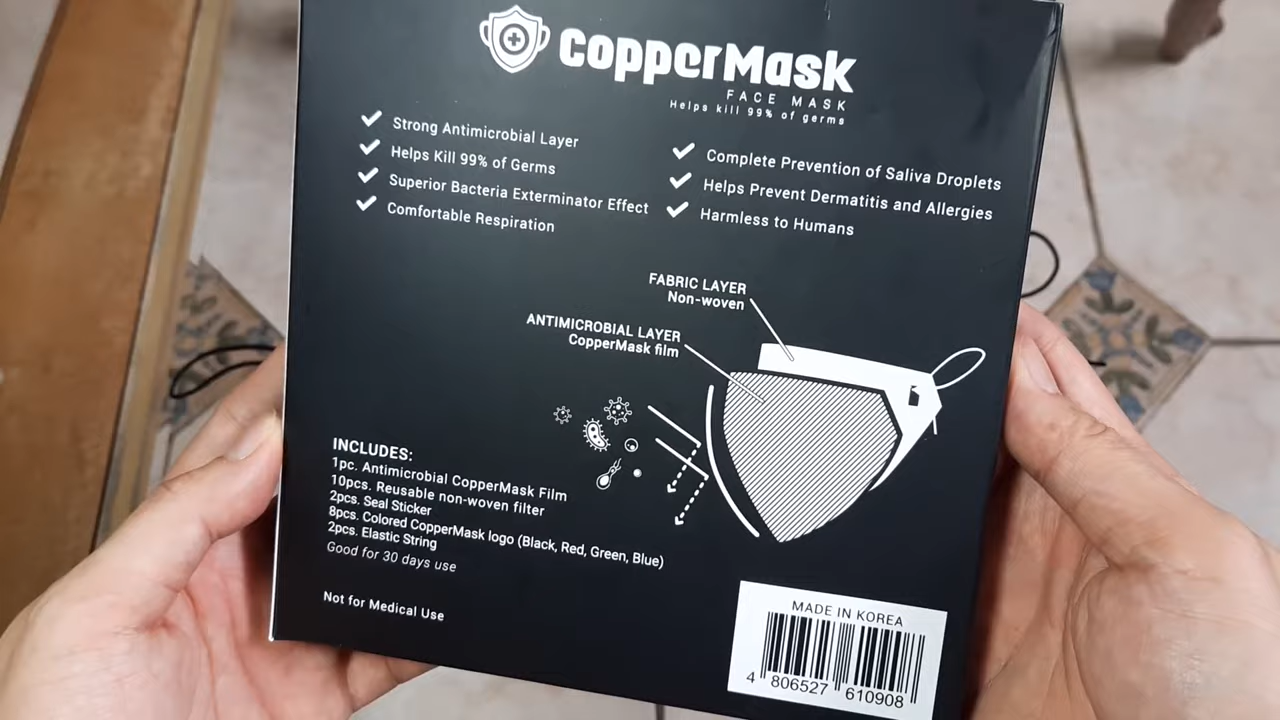 CopperMask
FACE MASK
Helps kill 99% of germs
Strong Antimicrobial Layer
Helps Kill 99% of Germs
Superior Bacteria Exterminator Effect
Comfortable Respiration
Complete Prevention of Saliva Droplets
Helps Prevent Dermatitis and Allergies
Harmless to Humans
FABRIC LAYER
Non-woven
ANTIMICROBIAL LAYER
CopperMask film
INCLUDES:
1pc. Antimicrobial CopperMask Film
10pcs. Reusable non-woven filter
2pcs. Seal Sticker
8pcs. Colored CopperMask logo (Black, Red, Green, Blue)
2pcs. Elastic String
Good for 30 days use
Not for Medical Use
MADE IN KOREA
4 806527 610908